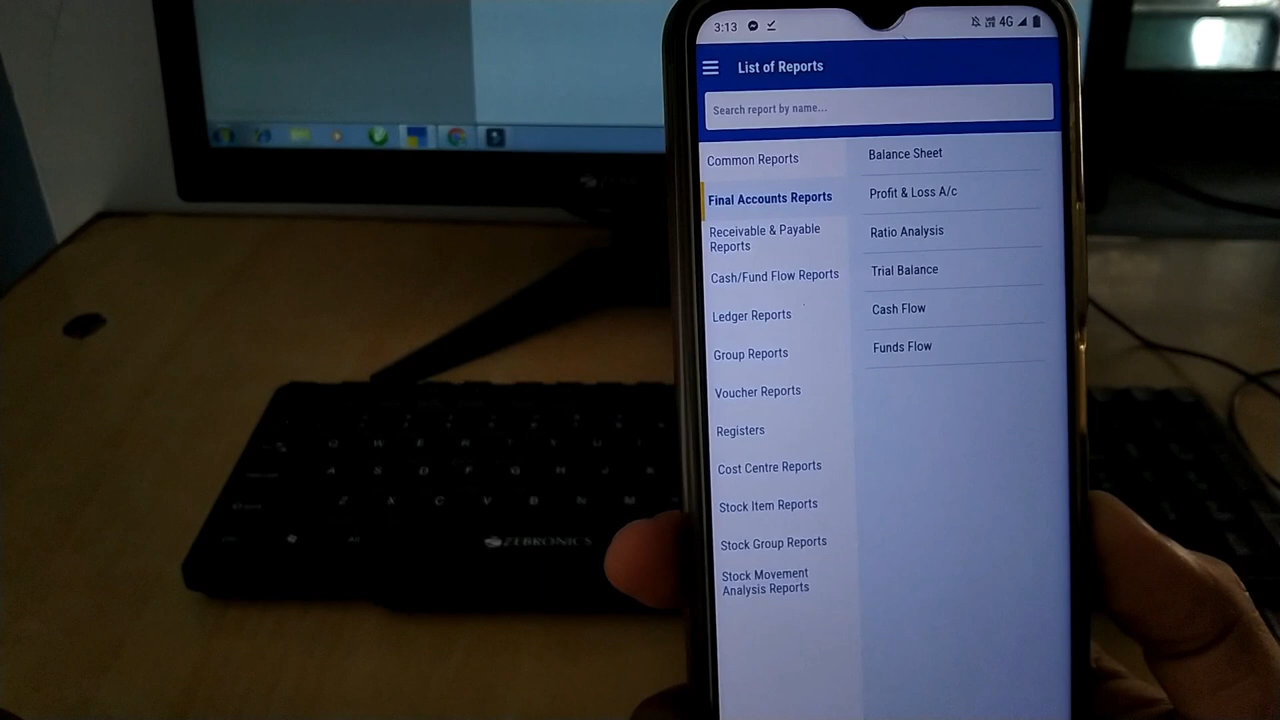 3:13
4G
List of Reports
Search report by name...
Common Reports
Final Accounts Reports
Receivable & Payable
Reports
Cash/Fund Flow Reports
Ledger Reports
Group Reports
Voucher Reports
Registers
Cost Centre Reports
Stock Item Reports
Stock Group Reports
Stock Movement
Analysis Reports
Balance Sheet
Profit & Loss A/c
Ratio Analysis
Trial Balance
Cash Flow
Funds Flow
Q W E R T Y U
A S D F G H J K
Z X C V B N M
ZEBRONICS